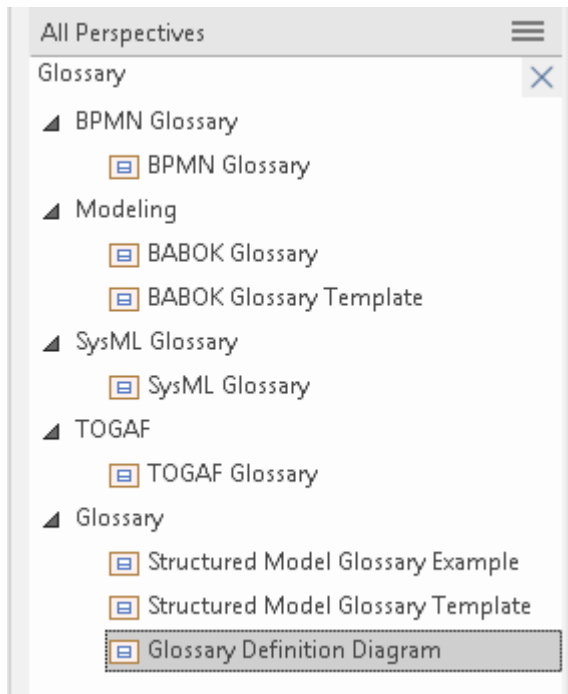 All Perspectives
Glossary
BPMN Glossary
BPMN Glossary
Modeling
BABOK Glossary
BABOK Glossary Template
SysML Glossary
SysML Glossary
TOGAF
TOGAF Glossary
Glossary
Structured Model Glossary Example
Structured Model Glossary Template
Glossary Definition Diagram